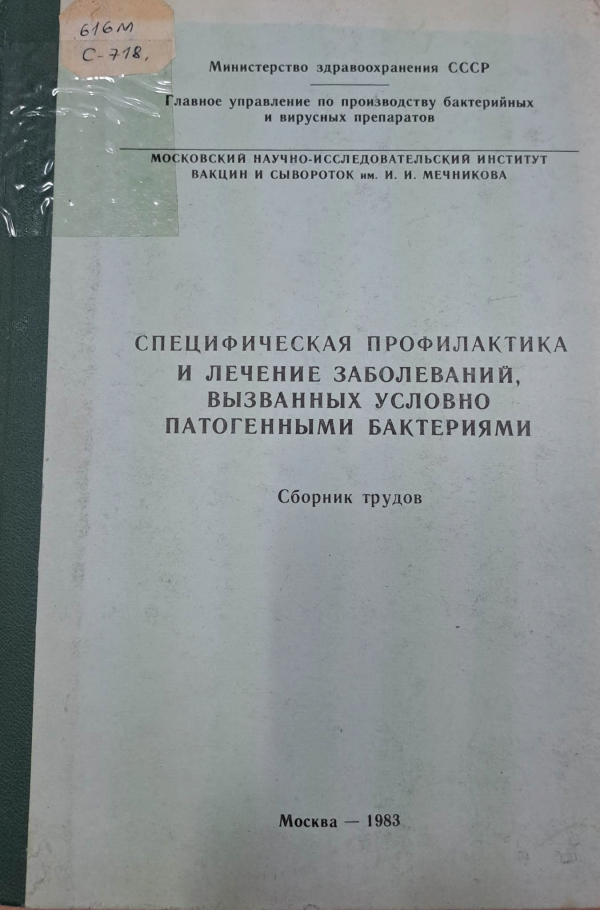 616М
С-718.
Министерство здравоохранения СССР
Главное управление по производству бактерийных
и вирусных препаратов
МОСКОВСКИЙ НАУЧНО-ИССЛЕДОВАТЕЛЬСКИЙ ИНСТИТУТ
ВАКЦИН И СЫВОРОТОК им. И. И. МЕЧНИКОВА
СПЕЦИФИЧЕСКАЯ ПРОФИЛАКТИКА
И ЛЕЧЕНИЕ ЗАБОЛЕВАНИЙ,
ВЫЗВАННЫХ УСЛОВНО
ПАТОГЕННЫМИ БАКТЕРИЯМИ
Сборник трудов
Москва — 1983